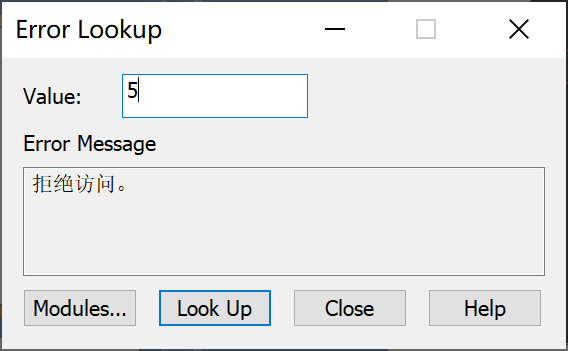 Error Lookup
Value: 5
Error Message
拒绝访问。
Modules... Look Up Close Help